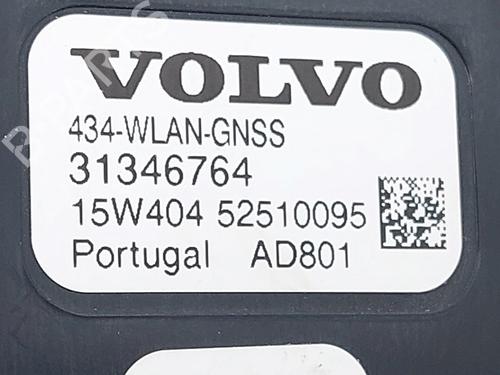 VOLVO
434-WLAN-GNSS
31346764
15W404 52510095
Portugal AD801